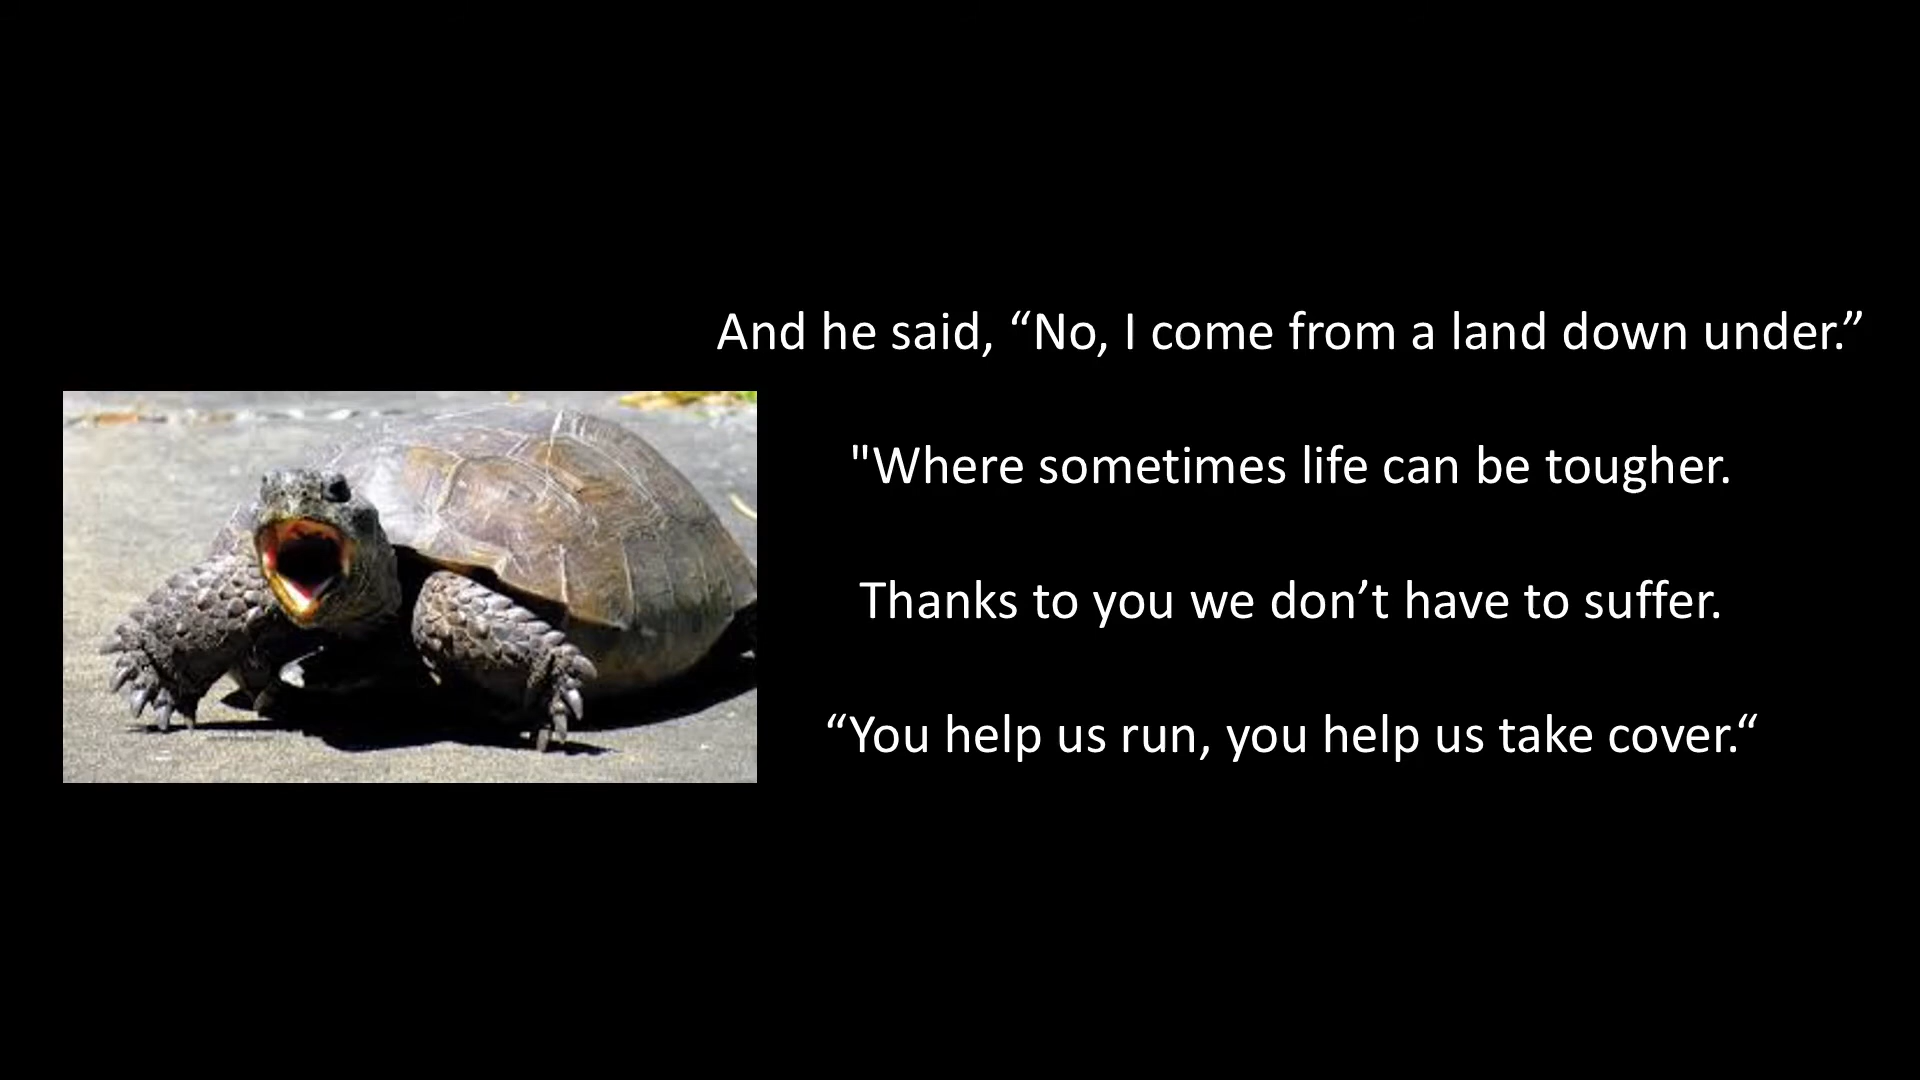 And he said, “No, I come from a land down under.”
"Where sometimes life can be tougher.
Thanks to you we don’t have to suffer.
“You help us run, you help us take cover.“